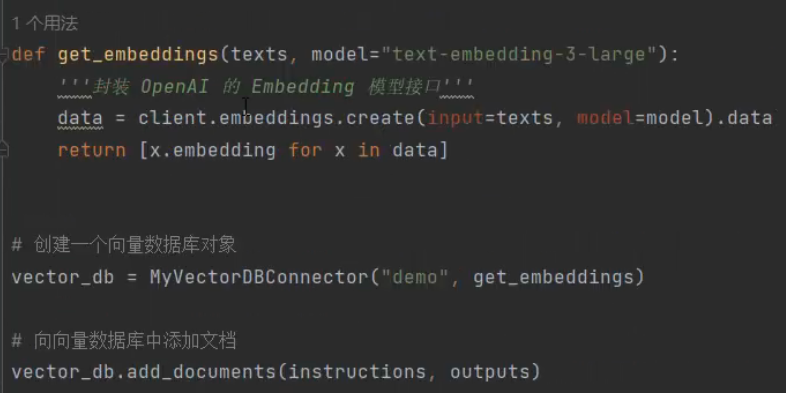 1 个用法
def get_embeddings(texts, model="text-embedding-3-large"):
'''封装 OpenAI 的 Embedding 模型接口'''
data = client.embeddings.create(input=texts, model=model).data
return [x.embedding for x in data]
# 创建一个向量数据库对象
vector_db = MyVectorDBConnector("demo", get_embeddings)
# 向向量数据库中添加文档
vector_db.add_documents(instructions, outputs)